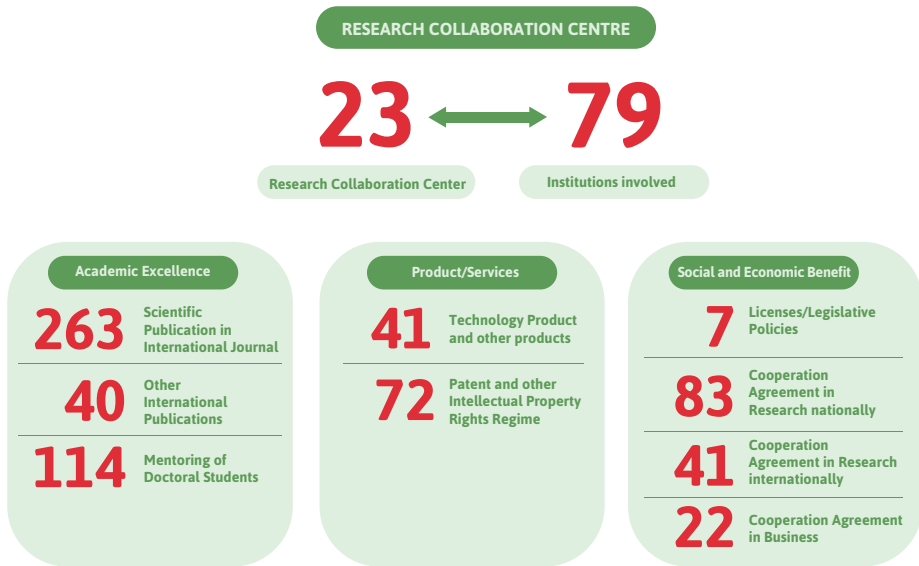 RESEARCH COLLABORATION CENTRE
23
79
Research Collaboration Center
Institutions involved
Academic Excellence
263
Scientific
Publication in
International Journal
40
Other
International
Publications
114
Mentoring of
Doctoral Students
Product/Services
41
Technology Product
and other products
72
Patent and other
Intellectual Property
Rights Regime
Social and Economic Benefit
7
Licenses/Legislative
Policies
83
Cooperation
Agreement in
Research nationally
41
Cooperation
Agreement in Research
internationally
22
Cooperation Agreement
in Business